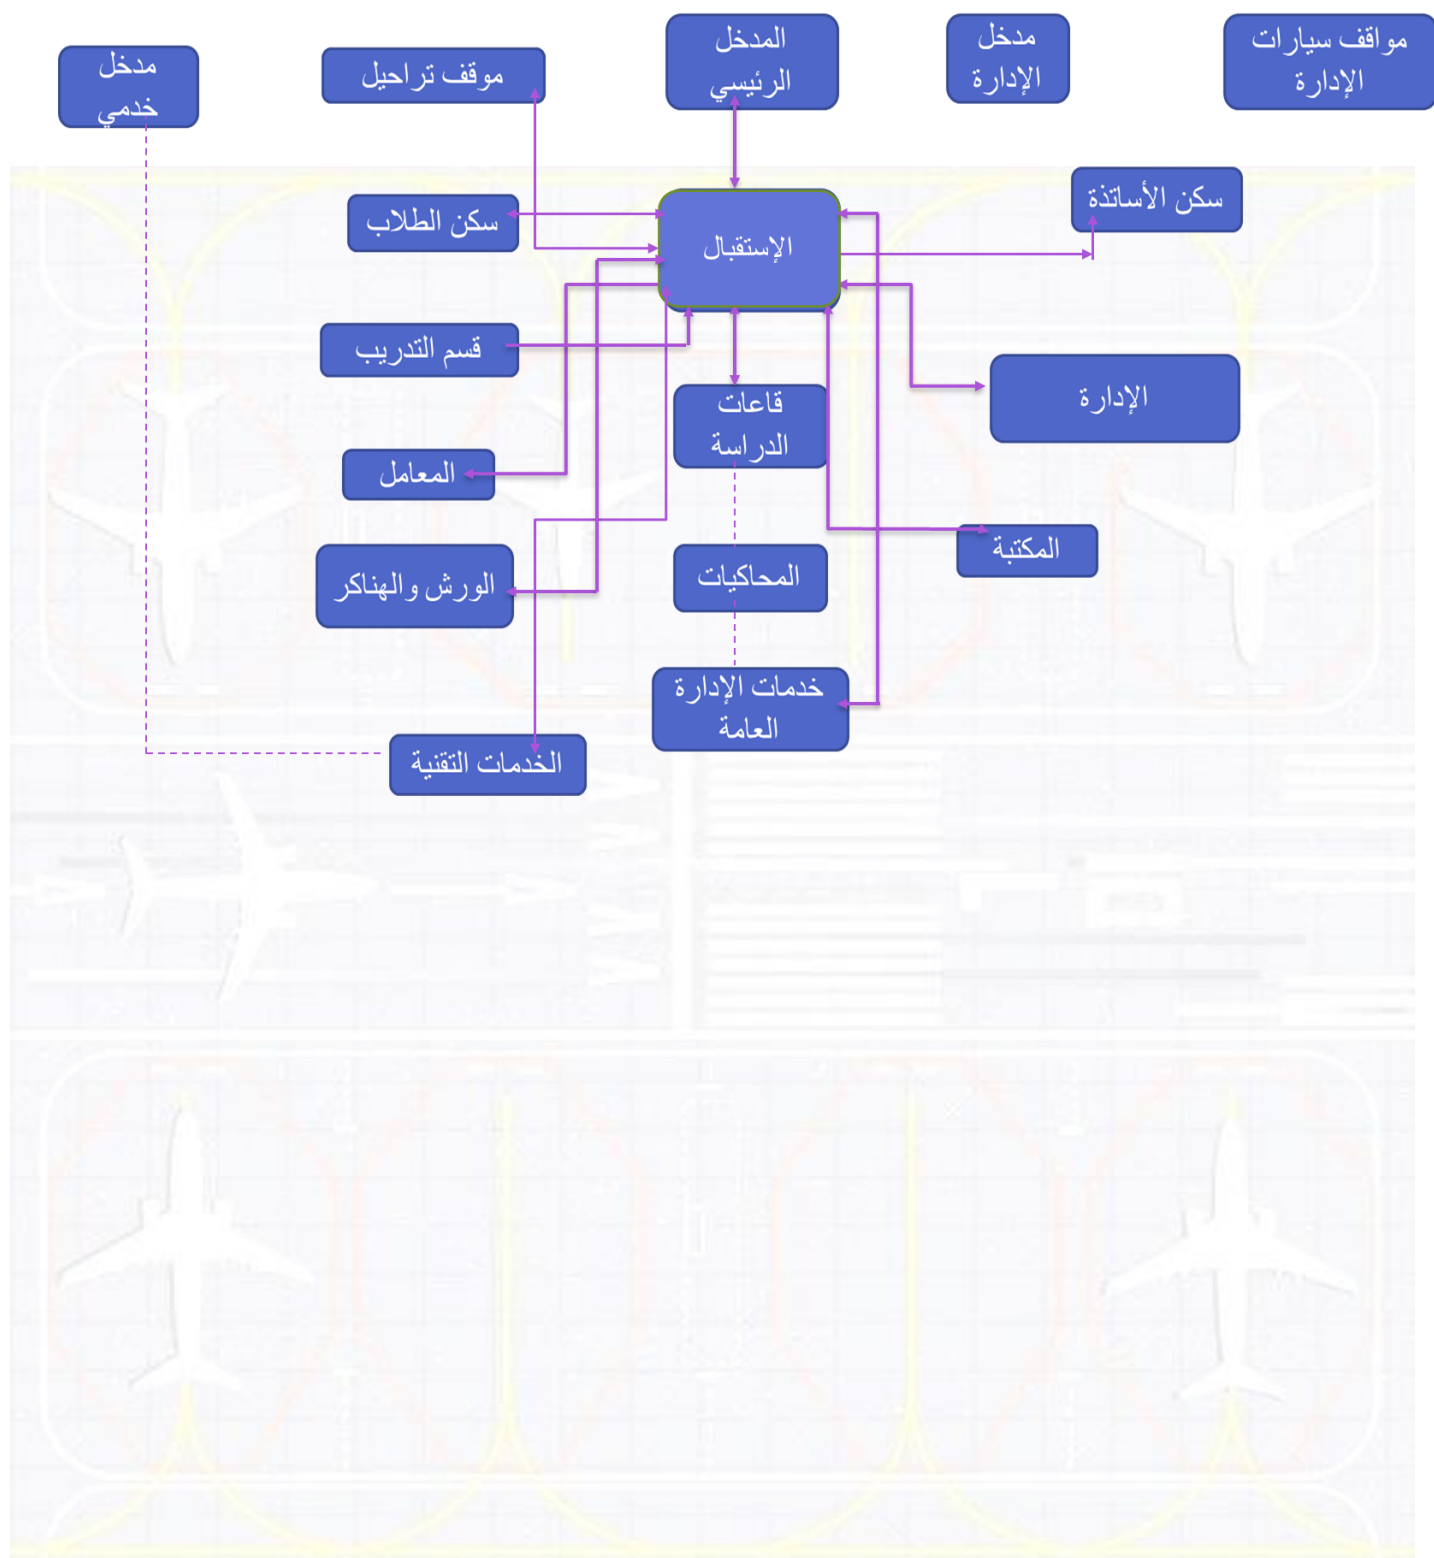 مواقف سيارات
الإدارة
مدخل
الإدارة
المدخل
الرئيسي
موقف تراحيل
مدخل
خدمي
سكن الأساتذة
الإستقبال
سكن الطلاب
قسم التدريب
الإدارة
قاعات
الدراسة
المعامل
المكتبة
المحاكيات
الورش والهناكر
خدمات الإدارة
العامة
الخدمات التقنية